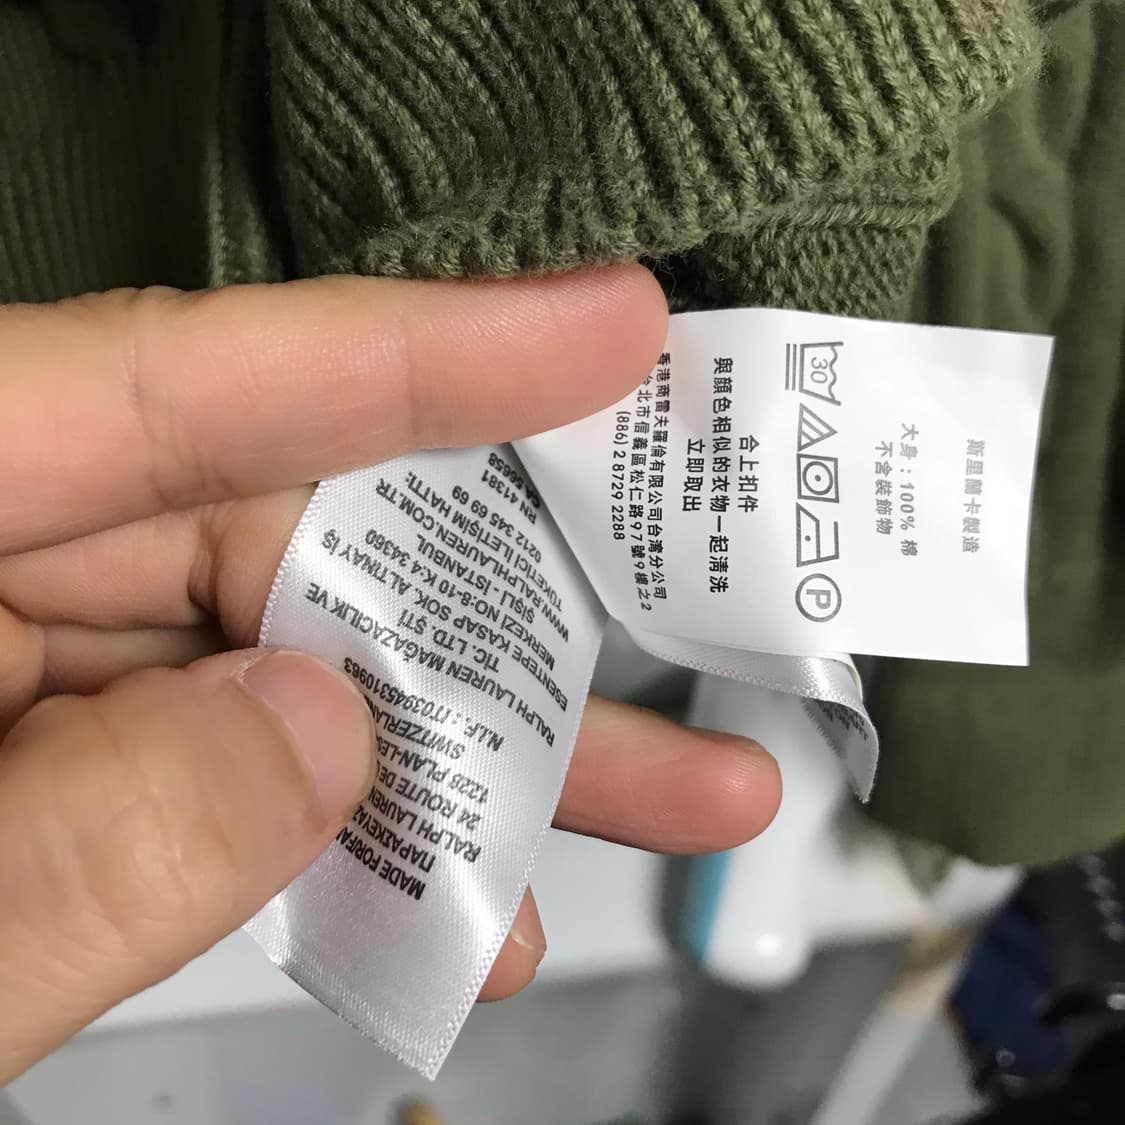 斯里蘭卡製造
大身：100% 棉
不含裝飾物
30
P
合上扣件
與顏色相似的衣物一起清洗
立即取出
香港商雷夫羅倫有限公司台湾分公司
台北市信義區松仁路97號9樓之2
(886) 2 8729 2288
MADE FOR/FA
ΠΑΡΑΣΚΕΥΑΖ
RALPH LAUREN
24 ROUTE DE
1228 PLAN-LES
SWITZERLAN
N.I.F.: IT03945310963
RALPH LAUREN MAĞAZACILIK VE
TİC. LTD. ŞTİ
ESENTEPE KASAP SOK. ALTINAY İŞ
MERKEZİ NO:8-10 K.4 34360
ŞİŞLİ - İSTANBUL
WWW.RALPHLAUREN.COM.TR
TÜKETİCİ İLETİŞİM HATTI:
0212 345 69 69
RN 41381
CA 56658